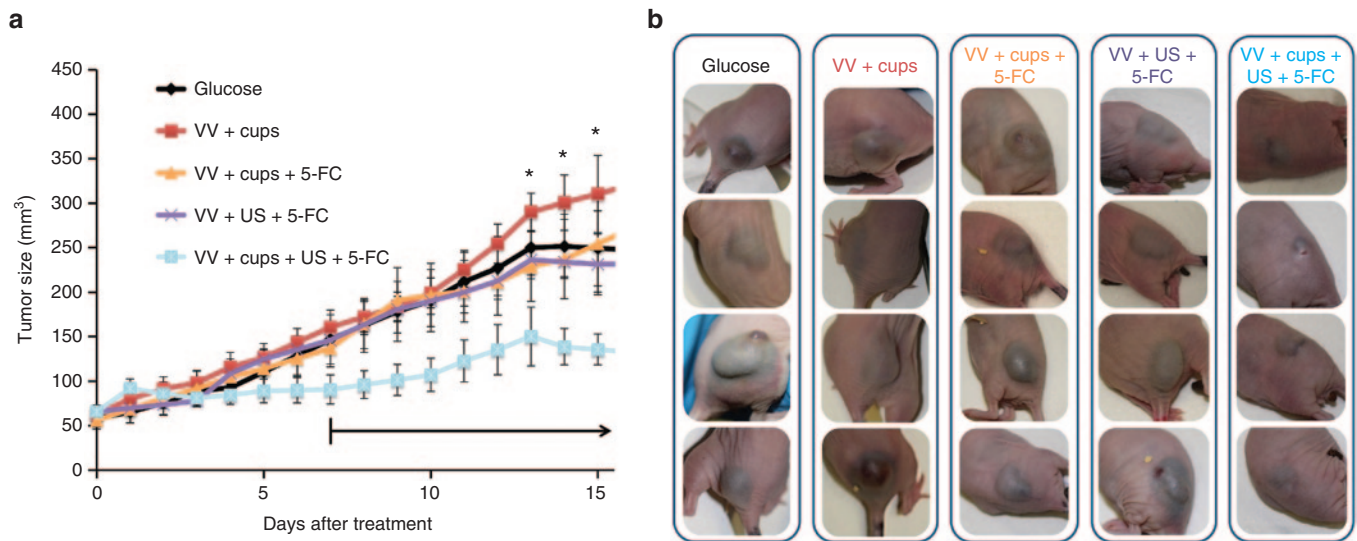 a
450
400
350
300
250
200
150
100
50
0
Tumor size (mm³)
Glucose
VV + cups
VV + cups + 5-FC
VV + US + 5-FC
VV + cups + US + 5-FC
*
*
*
0
5
10
15
Days after treatment
b
Glucose
VV + cups
VV + cups +
5-FC
VV + US +
5-FC
VV + cups +
US + 5-FC